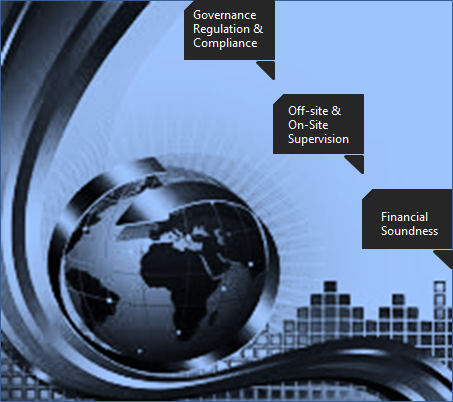 Governance
Regulation &
Compliance
Off-site &
On-Site
Supervision
Financial
Soundness